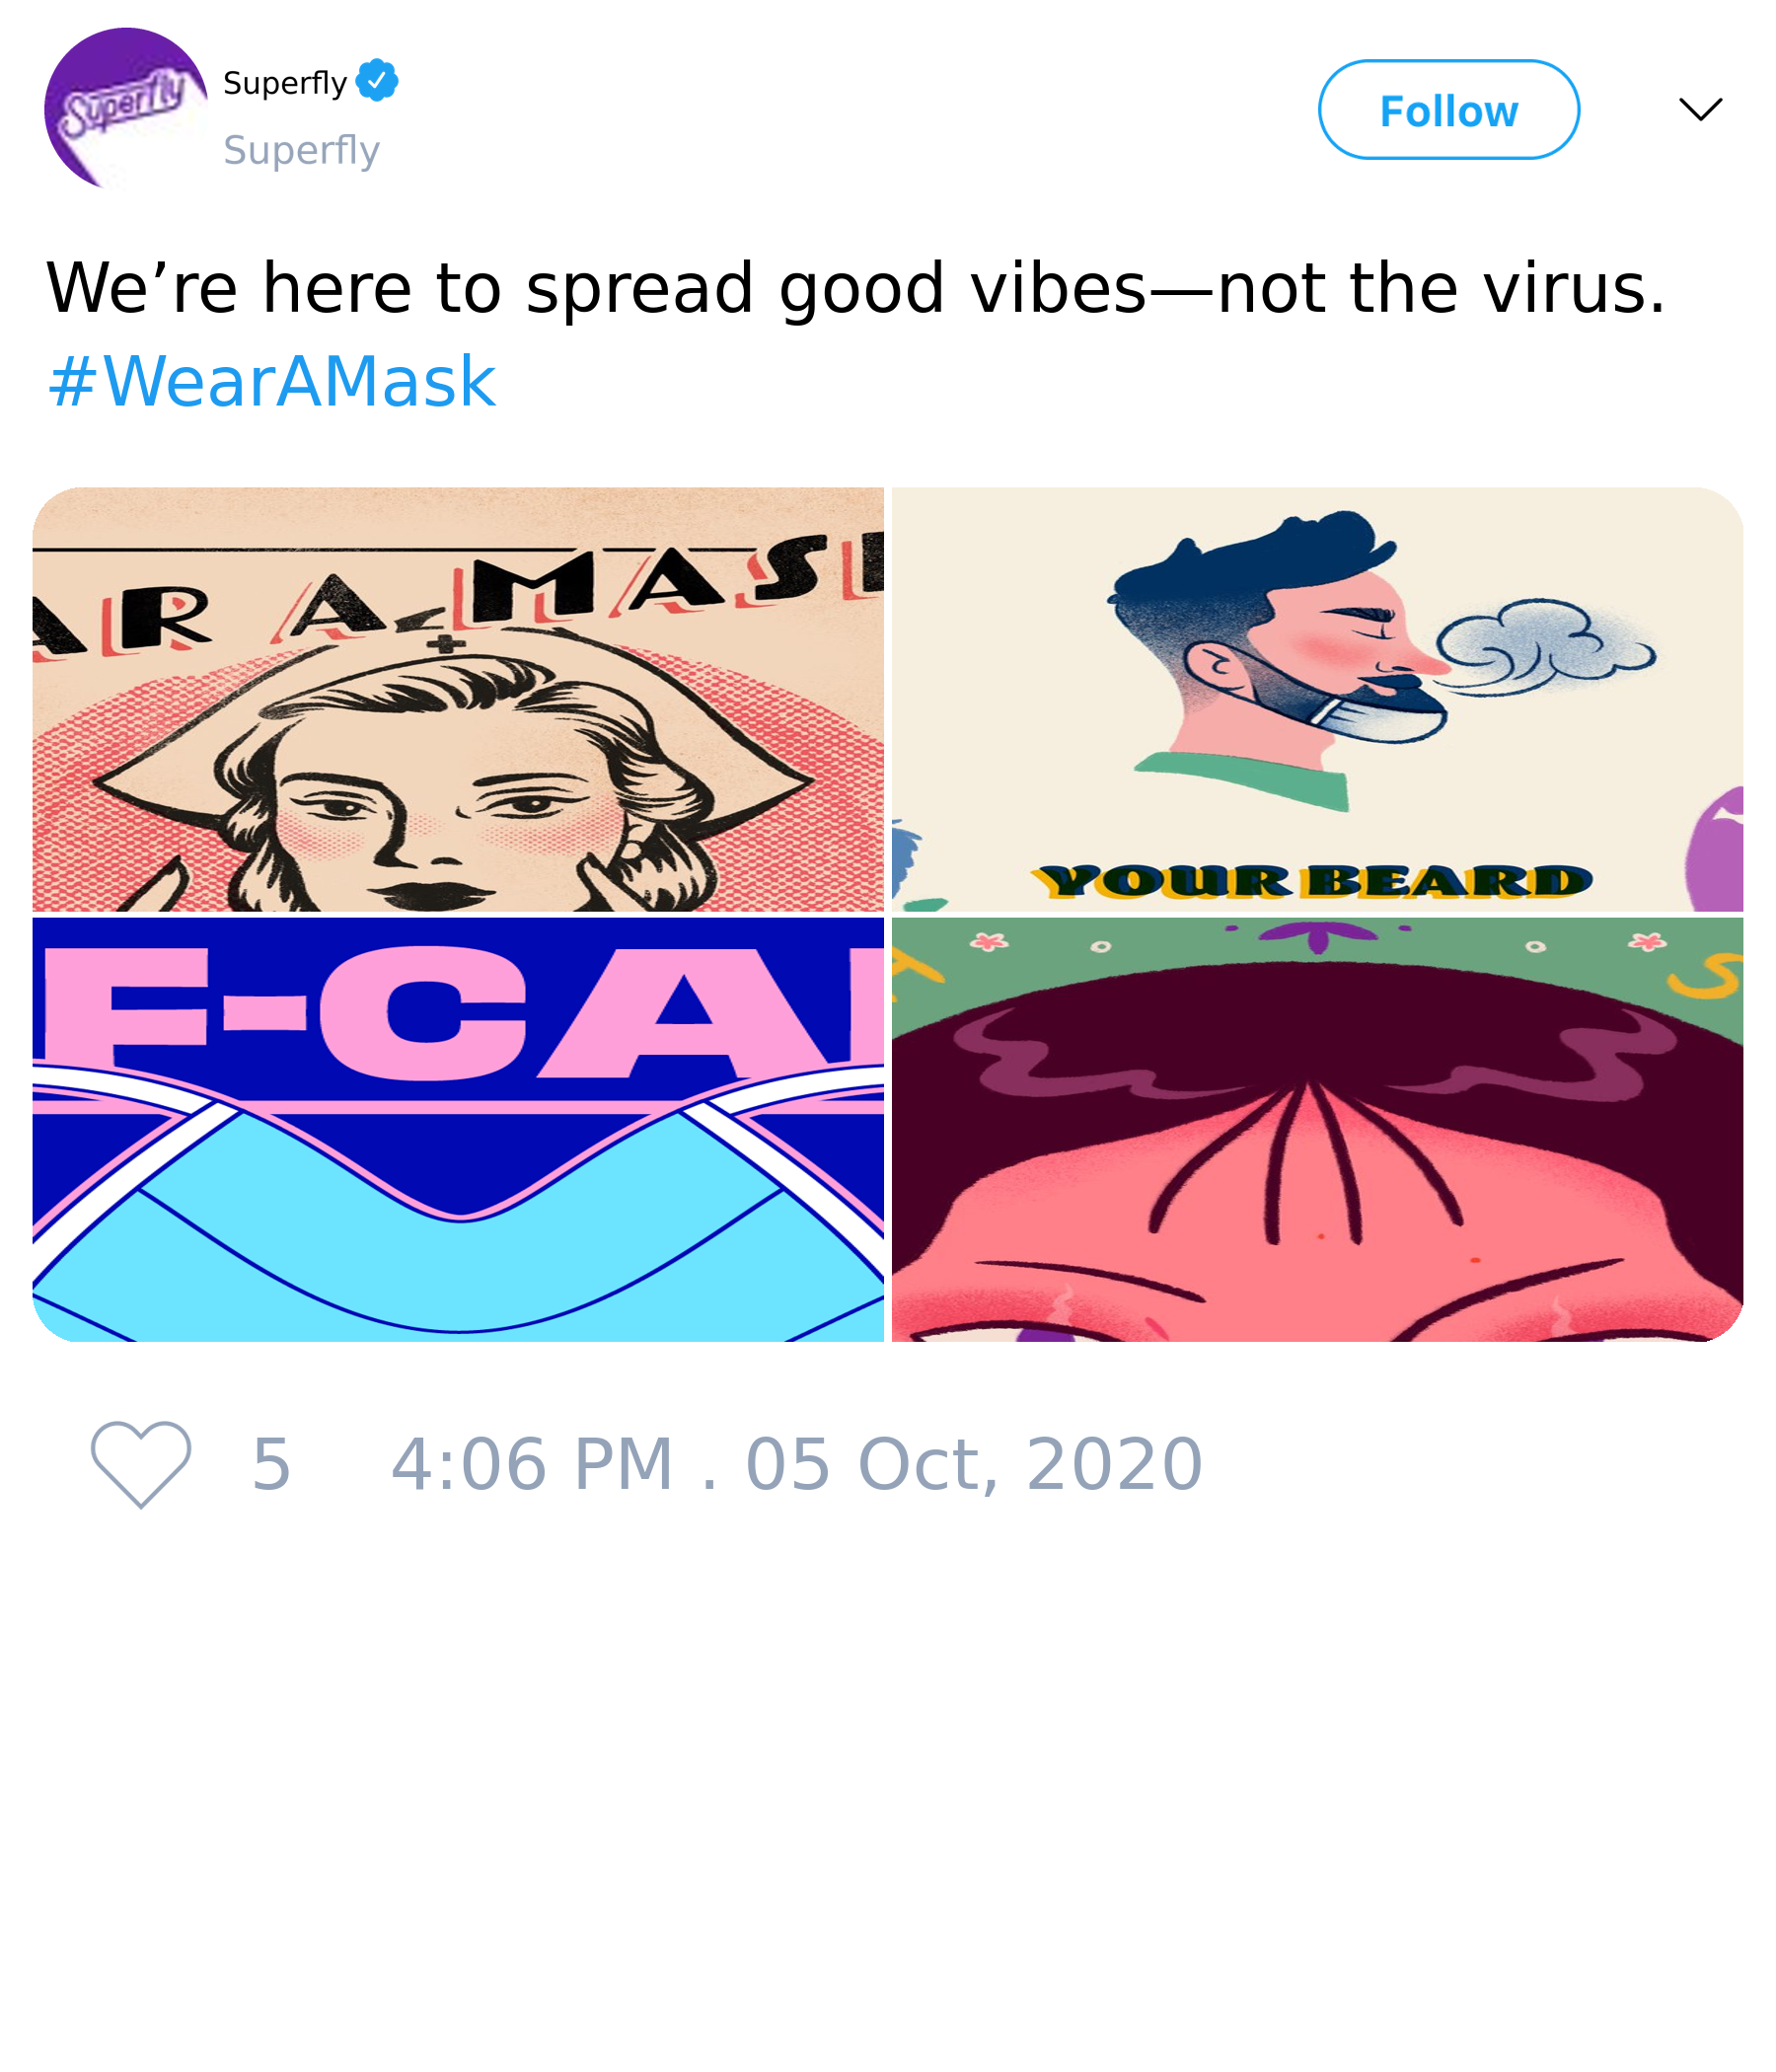 Superfly
Superfly
Superfly
Follow
We’re here to spread good vibes—not the virus.
#WearAMask
AR A MASK
YOUR BEARD
F-CA
A S
5 4:06 PM . 05 Oct, 2020